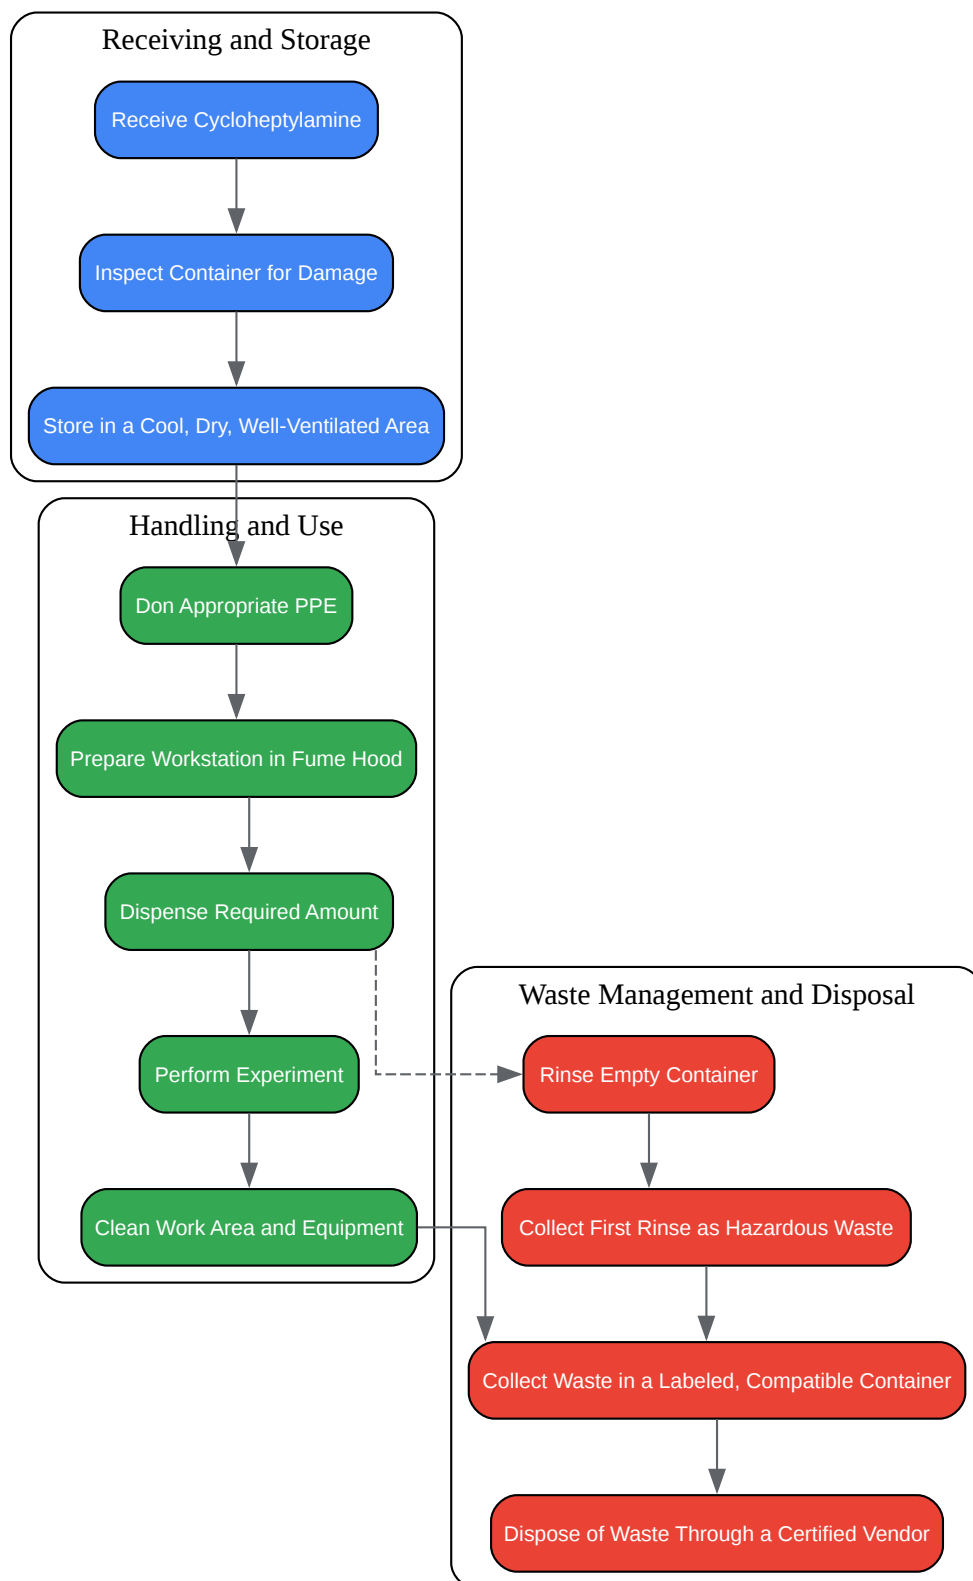 Receiving and Storage
Receive Cycloheptylamine
Inspect Container for Damage
Store in a Cool, Dry, Well-Ventilated Area
Handling and Use
Don Appropriate PPE
Prepare Workstation in Fume Hood
Dispense Required Amount
Perform Experiment
Clean Work Area and Equipment
Waste Management and Disposal
Rinse Empty Container
Collect First Rinse as Hazardous Waste
Collect Waste in a Labeled, Compatible Container
Dispose of Waste Through a Certified Vendor